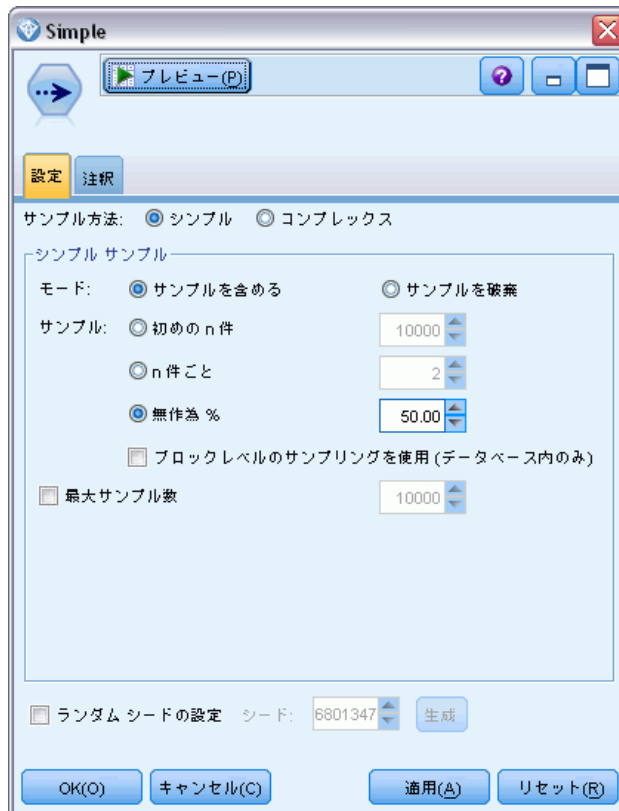 Simple
プレビュー(P)
設定 注釈
サンプル方法: シンプル コンプレックス
シンプル サンプル
モード: サンプルを含める サンプルを破棄
サンプル: 初めの n 件 10000
n 件ごと 2
無作為 % 50.00
ブロックレベルのサンプリングを使用 (データベース内のみ)
最大サンプル数 10000
ランダム シードの設定 シード: 6801347 生成
OK(O) キャンセル(C) 適用(A) リセット(R)